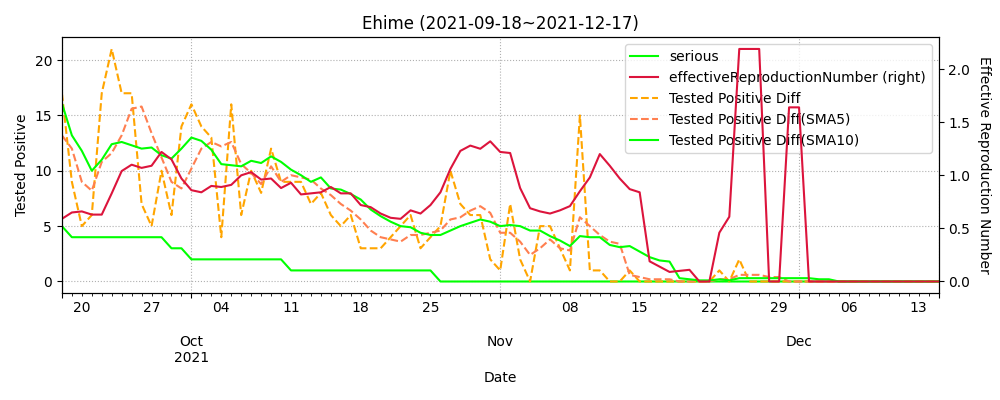 Ehime (2021-09-18~2021-12-17)
serious
effectiveReproductionNumber (right)
Tested Positive Diff
Tested Positive Diff(SMA5)
Tested Positive Diff(SMA10)
Tested Positive
20
15
10
5
0
Effective Reproduction Number
2.0
1.5
1.0
0.5
0.0
20 27 04 11 18 25 08 15 22 29 06 13
Oct Nov Dec
2021
Date